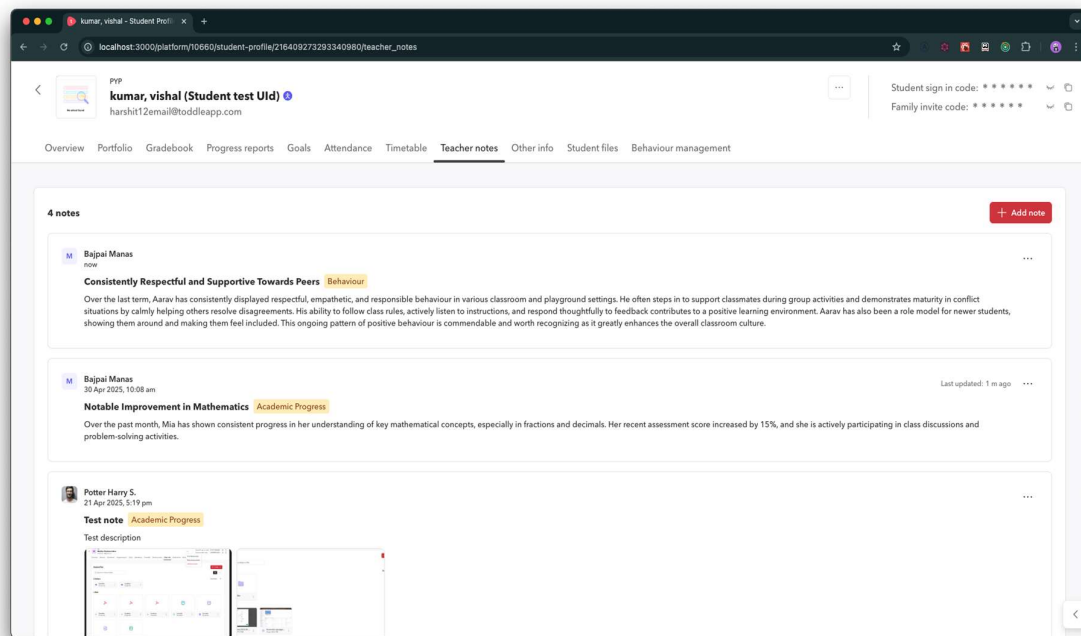 kumar, vishal - Student Profi
localhost:3000/platform/10660/student-profile/216409273293340980/teacher_notes
PYP
kumar, vishal (Student test UId)
harshit12email@toddleapp.com
Student sign in code: * * * * * *
Family invite code: * * * * * *
Overview Portfolio Gradebook Progress reports Goals Attendance Timetable Teacher notes Other info Student files Behaviour management
4 notes
+ Add note
M Bajpai Manas
now
Consistently Respectful and Supportive Towards Peers Behaviour
Over the last term, Aarav has consistently displayed respectful, empathetic, and responsible behaviour in various classroom and playground settings. He often steps in to support classmates during group activities and demonstrates maturity in conflict
situations by calmly helping others resolve disagreements. His ability to follow class rules, actively listen to instructions, and respond thoughtfully to feedback contributes to a positive learning environment. Aarav has also been a role model for newer students,
showing them around and making them feel included. This ongoing pattern of positive behaviour is commendable and worth recognizing as it greatly enhances the overall classroom culture.
M Bajpai Manas
30 Apr 2025, 10:08 am
Last updated: 1 m ago
Notable Improvement in Mathematics Academic Progress
Over the past month, Mia has shown consistent progress in her understanding of key mathematical concepts, especially in fractions and decimals. Her recent assessment score increased by 15%, and she is actively participating in class discussions and
problem-solving activities.
Potter Harry S.
21 Apr 2025, 5:19 pm
Test note Academic Progress
Test description